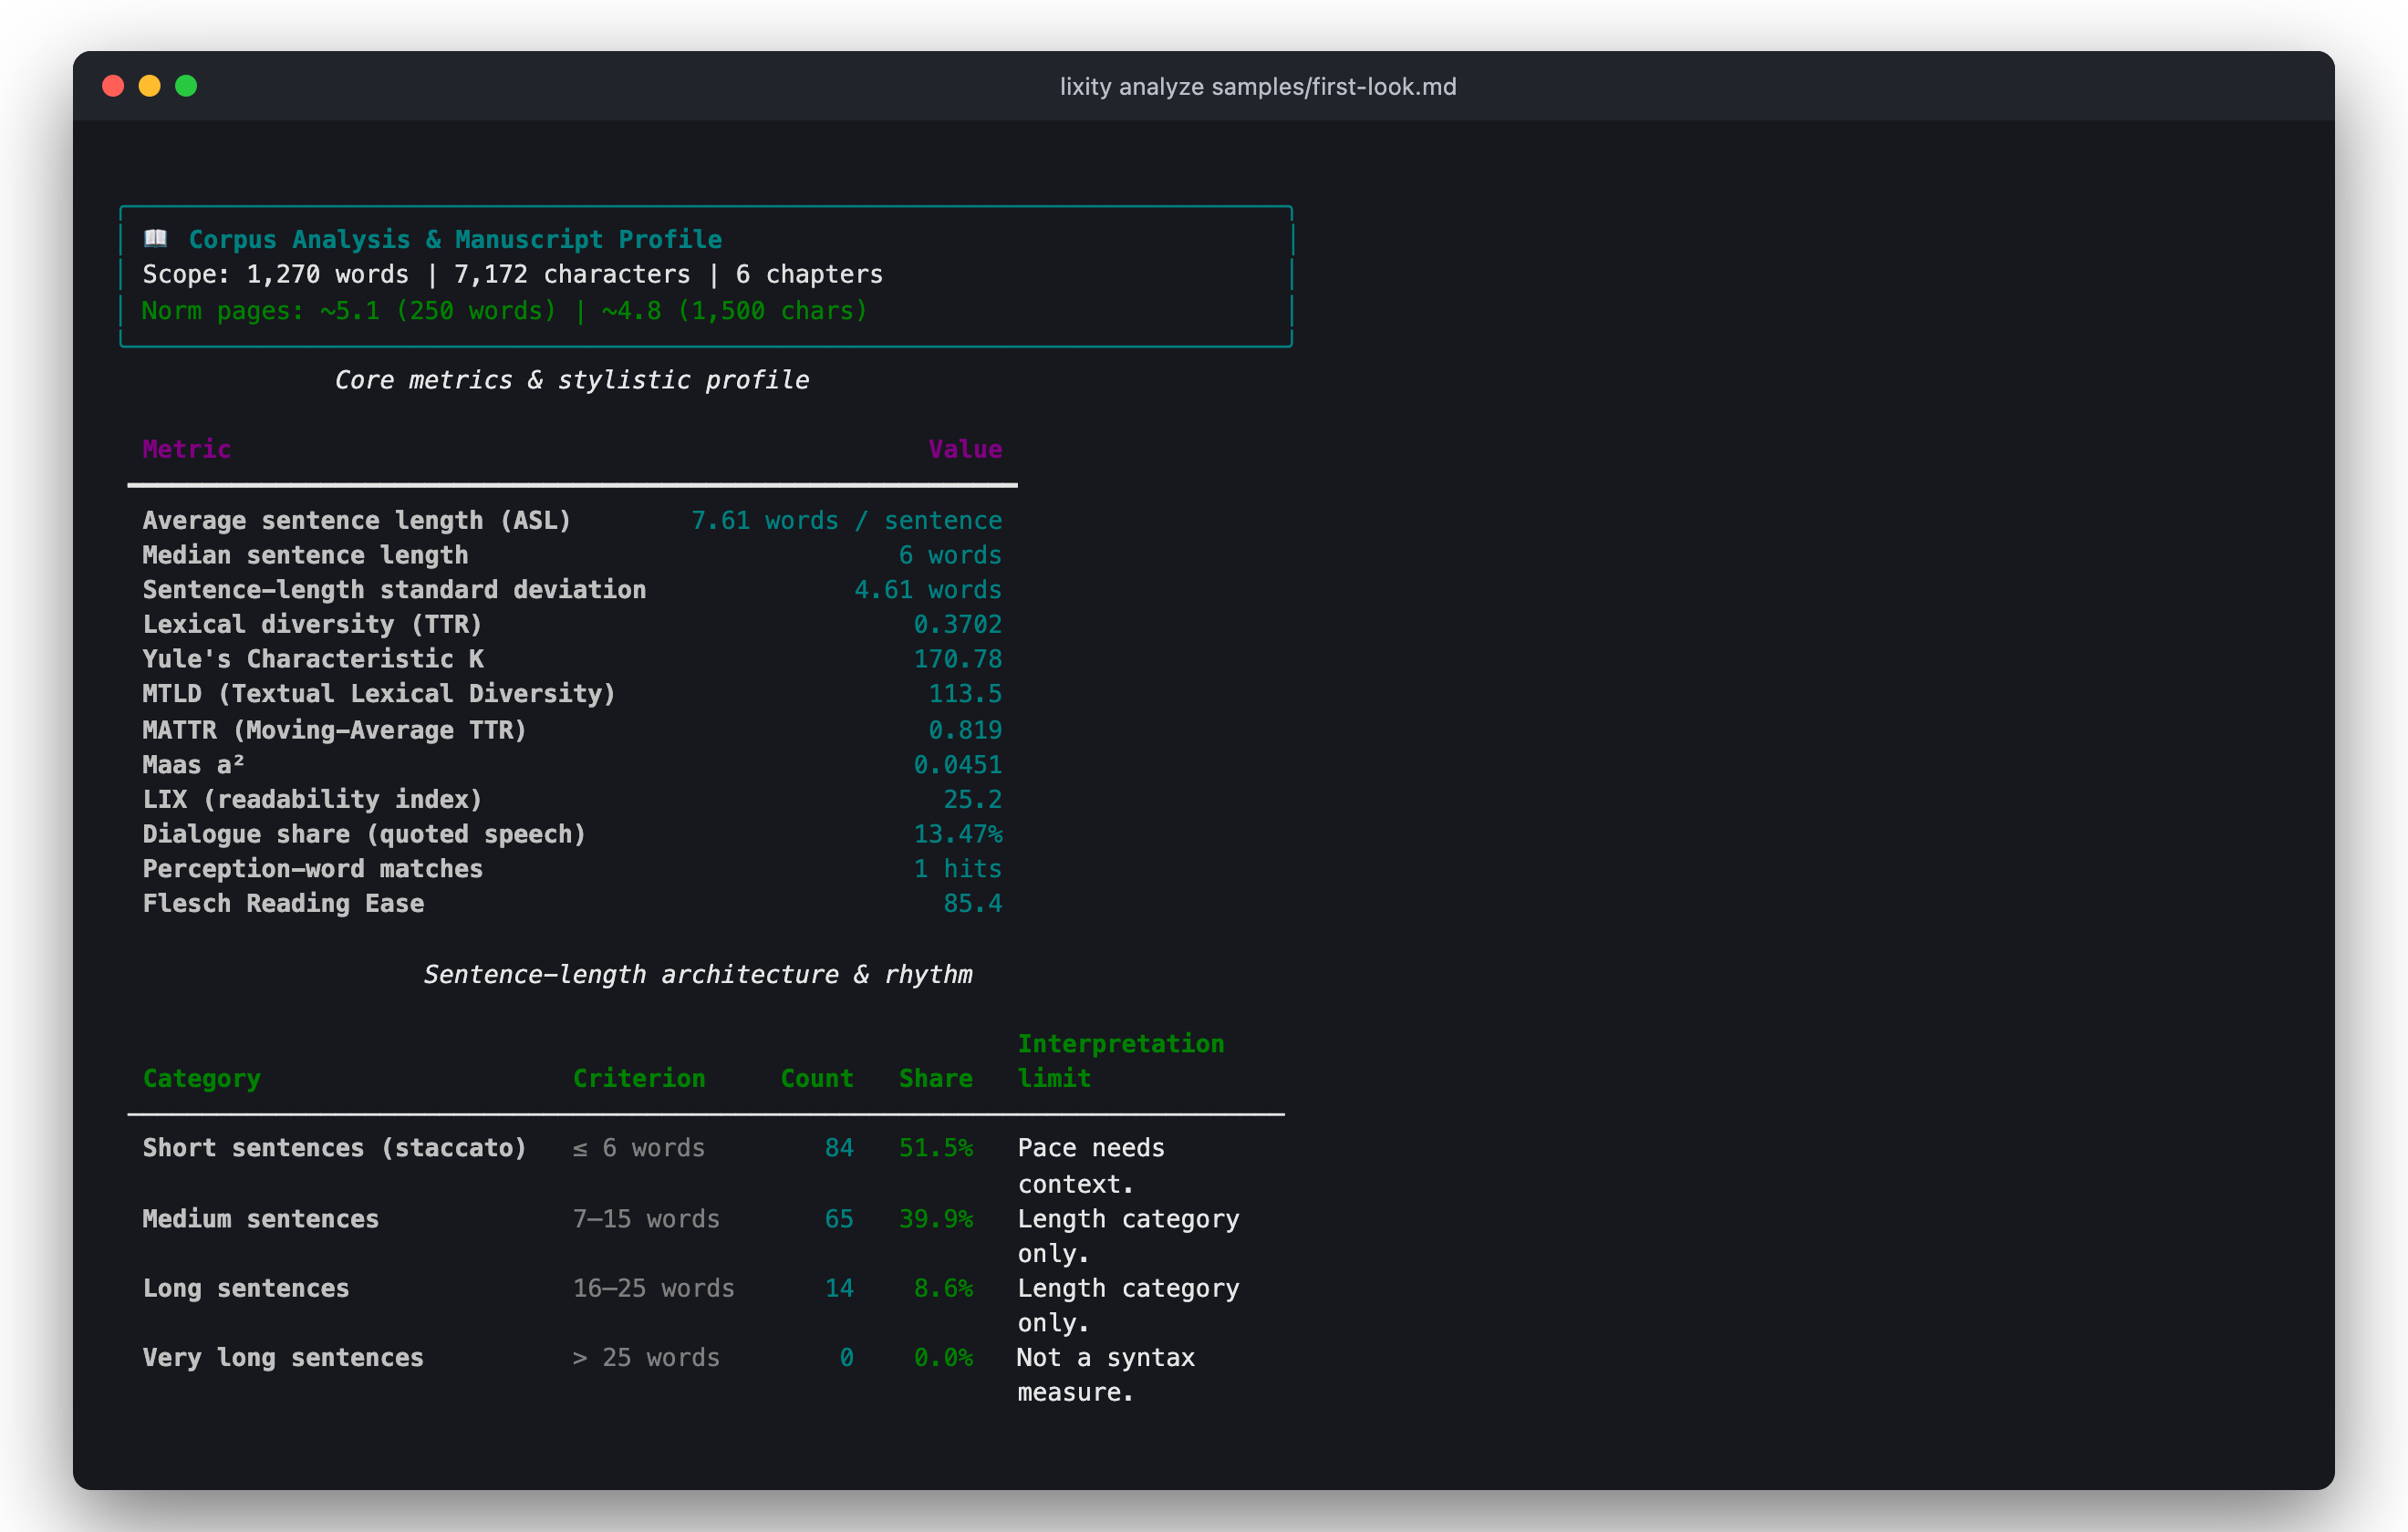 lixity analyze samples/first-look.md
Corpus Analysis & Manuscript Profile
Scope: 1,270 words | 7,172 characters | 6 chapters
Norm pages: ~5.1 (250 words) | ~4.8 (1,500 chars)
Core metrics & stylistic profile
Metric Value
Average sentence length (ASL) 7.61 words / sentence
Median sentence length 6 words
Sentence-length standard deviation 4.61 words
Lexical diversity (TTR) 0.3702
Yule's Characteristic K 170.78
MTLD (Textual Lexical Diversity) 113.5
MATTR (Moving-Average TTR) 0.819
Maas a² 0.0451
LIX (readability index) 25.2
Dialogue share (quoted speech) 13.47%
Perception-word matches 1 hits
Flesch Reading Ease 85.4
Sentence-length architecture & rhythm
Interpretation
Category Criterion Count Share limit
Short sentences (staccato) ≤ 6 words 84 51.5% Pace needs
context.
Medium sentences 7–15 words 65 39.9% Length category
only.
Long sentences 16–25 words 14 8.6% Length category
only.
Very long sentences > 25 words 0 0.0% Not a syntax
measure.